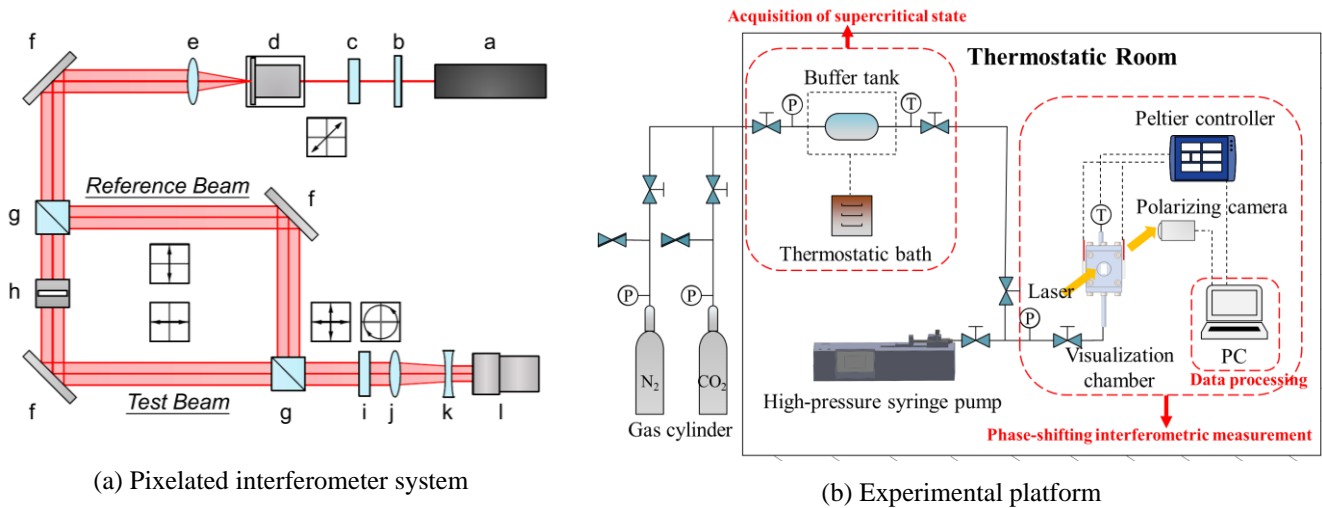 f
e
d
c
b
a
Reference Beam
f
g
h
f
Test Beam
g
i
j
k
l
(a) Pixelated interferometer system
Acquisition of supercritical state
Thermostatic Room
Buffer tank
P
T
Thermostatic bath
Peltier controller
T
Polarizing camera
Laser
P
P
N2
CO2
Gas cylinder
High-pressure syringe pump
Visualization
chamber
PC
Data processing
Phase-shifting interferometric measurement
(b) Experimental platform